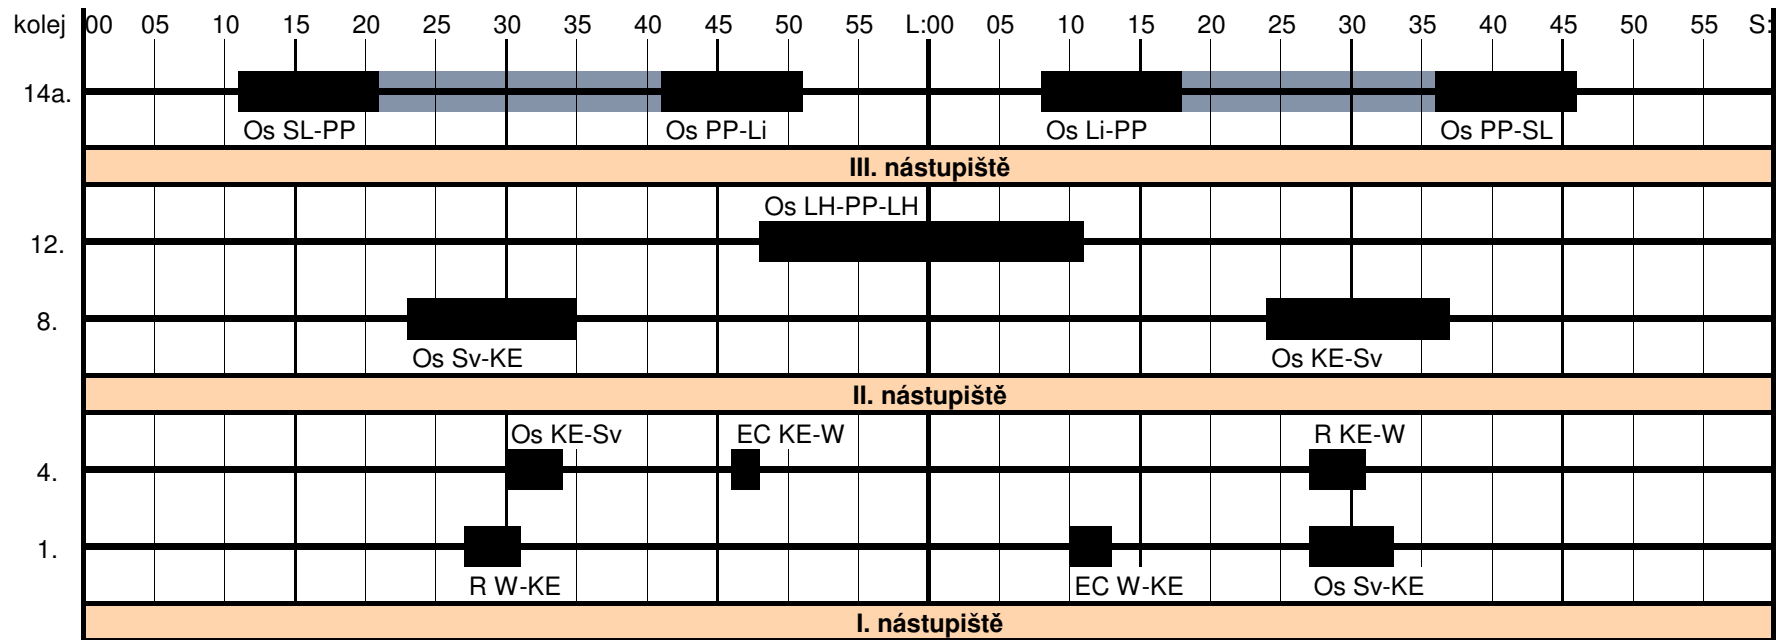 kolej 00 05 10 15 20 25 30 35 40 45 50 55 L:00 05 10 15 20 25 30 35 40 45 50 55 S:
14a.
Os SL-PP Os PP-Li Os Li-PP Os PP-SL
III. nástupiště
Os LH-PP-LH
12.
8.
Os Sv-KE Os KE-Sv
II. nástupiště
Os KE-Sv EC KE-W R KE-W
4.
1.
R W-KE EC W-KE Os Sv-KE
I. nástupiště